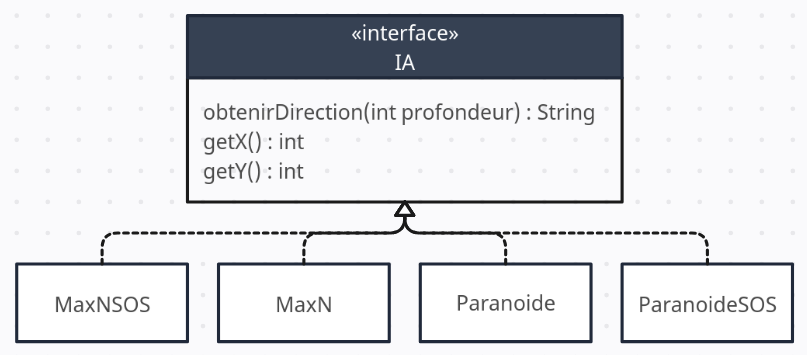 «interface»
IA
obtenirDirection(int profondeur) : String
getX() : int
getY() : int
MaxNSOS
MaxN
Paranoide
ParanoideSOS